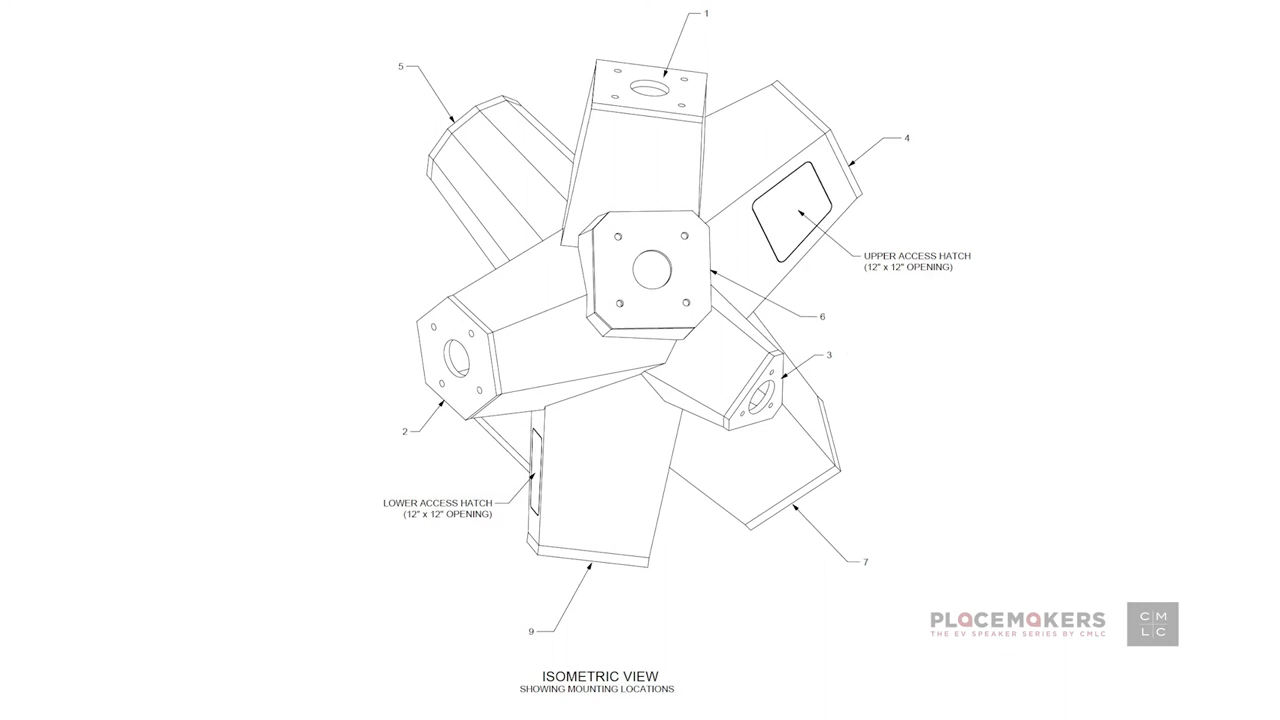 1
5
4
UPPER ACCESS HATCH
(12" x 12" OPENING)
6
3
2
LOWER ACCESS HATCH
(12" x 12" OPENING)
7
9
PLACEMAKERS
THE EV SPEAKER SERIES BY CMLC
CM
LC
ISOMETRIC VIEW
SHOWING MOUNTING LOCATIONS